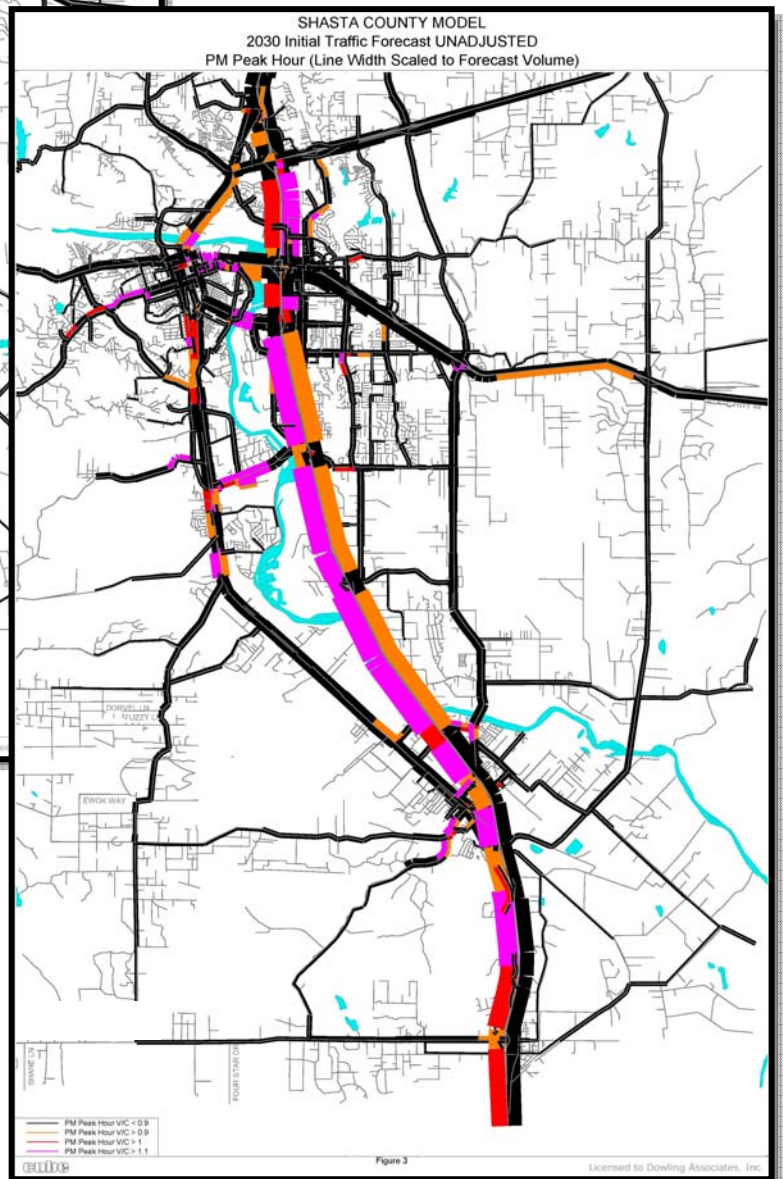 SHASTA COUNTY MODEL
2030 Initial Traffic Forecast UNADJUSTED
PM Peak Hour (Line Width Scaled to Forecast Volume)
DORVEL LN
FUZZY L
EWOK WAY
SHANE LN
FOUR STAR DR
PM Peak Hour V/C < 0.9
PM Peak Hour V/C > 0.9
PM Peak Hour V/C > 1
PM Peak Hour V/C > 1.1
cube
Figure 3
Licensed to Dowling Associates, Inc.